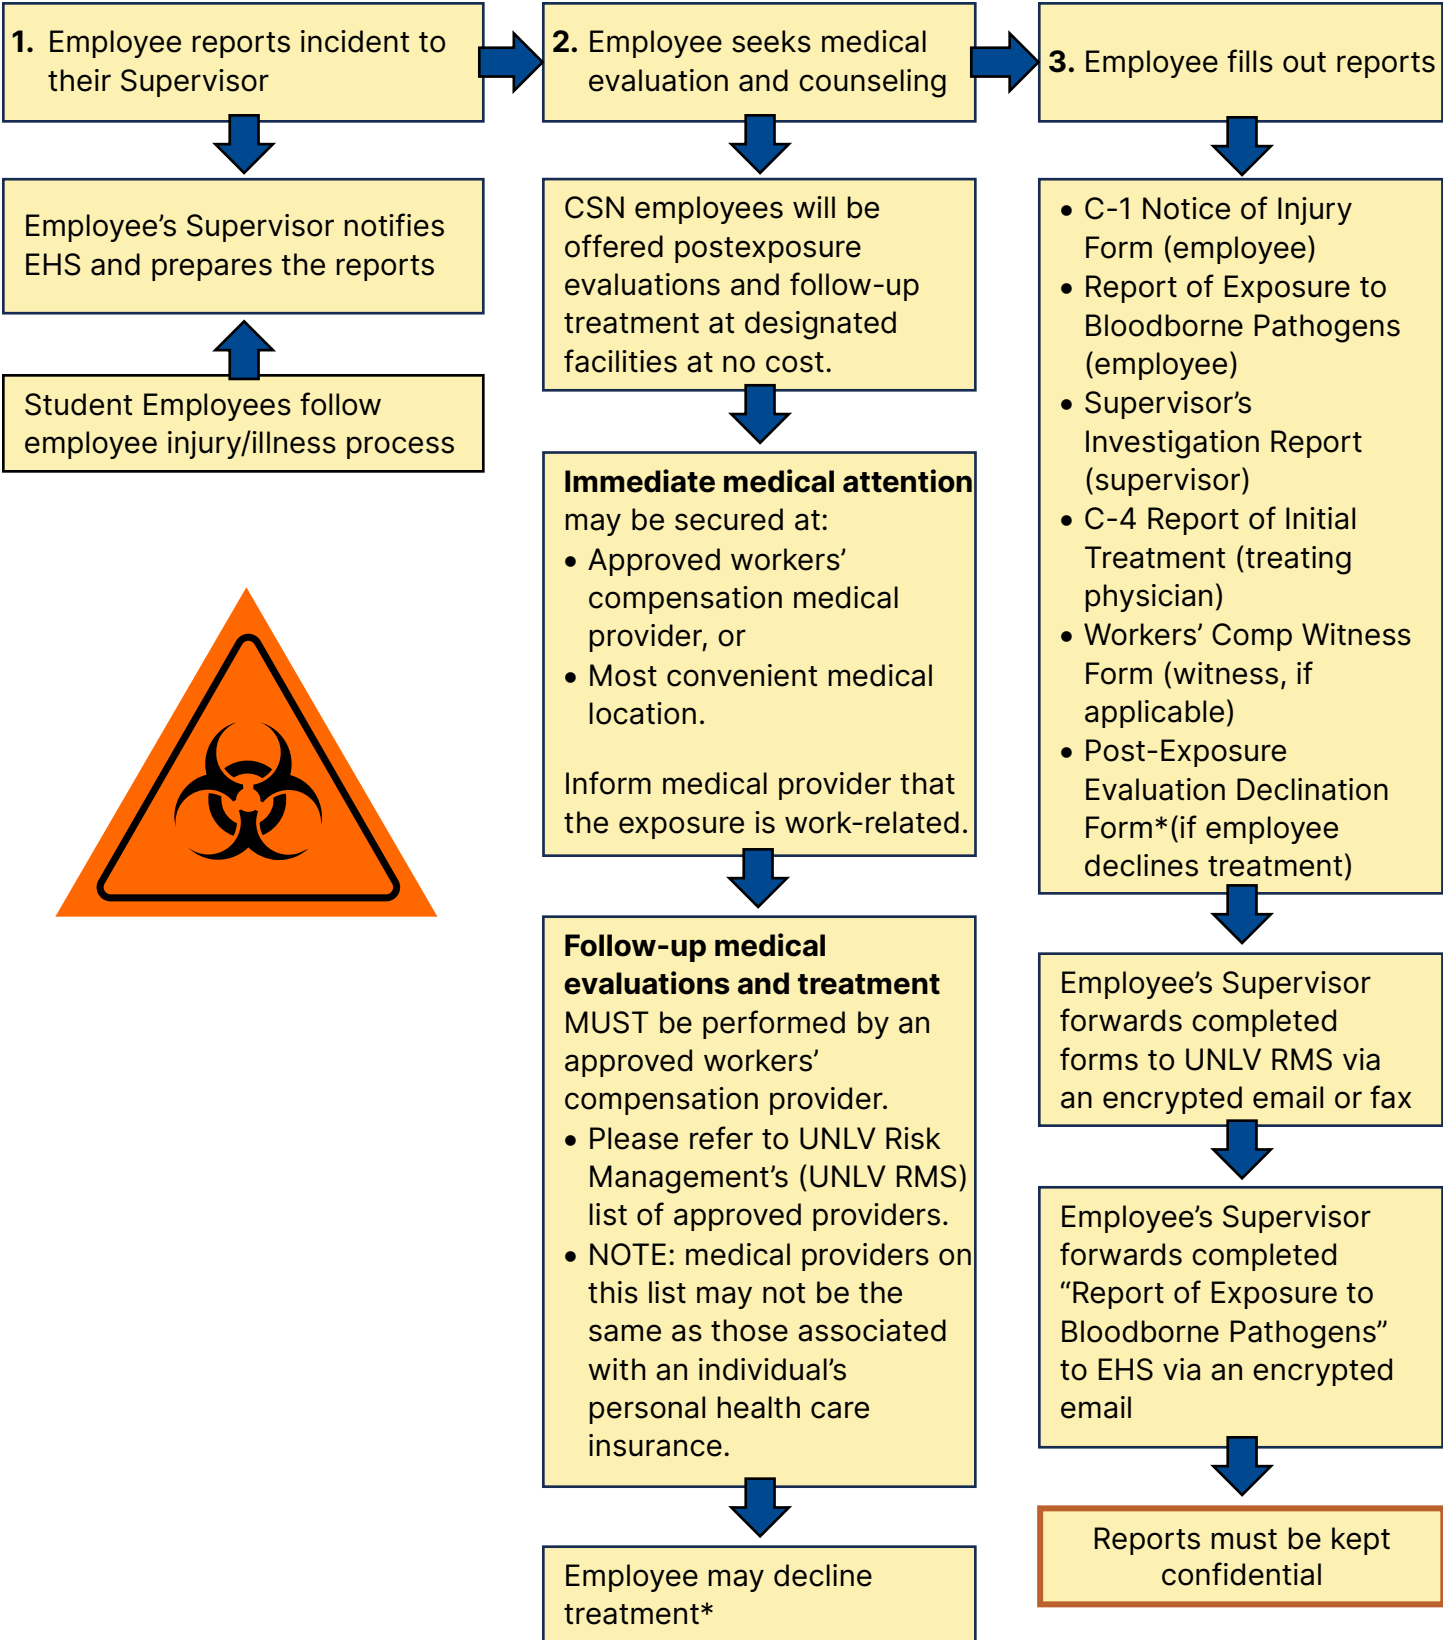 1. Employee reports incident to
their Supervisor
Employee’s Supervisor notifies
EHS and prepares the reports
Student Employees follow
employee injury/illness process
2. Employee seeks medical
evaluation and counseling
CSN employees will be
offered postexposure
evaluations and follow-up
treatment at designated
facilities at no cost.
Immediate medical attention
may be secured at:
• Approved workers’
compensation medical
provider, or
• Most convenient medical
location.
Inform medical provider that
the exposure is work-related.
Follow-up medical
evaluations and treatment
MUST be performed by an
approved workers’
compensation provider.
• Please refer to UNLV Risk
Management’s (UNLV RMS)
list of approved providers.
• NOTE: medical providers on
this list may not be the
same as those associated
with an individual’s
personal health care
insurance.
Employee may decline
treatment*
3. Employee fills out reports
• C-1 Notice of Injury
Form (employee)
• Report of Exposure to
Bloodborne Pathogens
(employee)
• Supervisor’s
Investigation Report
(supervisor)
• C-4 Report of Initial
Treatment (treating
physician)
• Workers’ Comp Witness
Form (witness, if
applicable)
• Post-Exposure
Evaluation Declination
Form*(if employee
declines treatment)
Employee’s Supervisor
forwards completed
forms to UNLV RMS via
an encrypted email or fax
Employee’s Supervisor
forwards completed
“Report of Exposure to
Bloodborne Pathogens”
to EHS via an encrypted
email
Reports must be kept
confidential